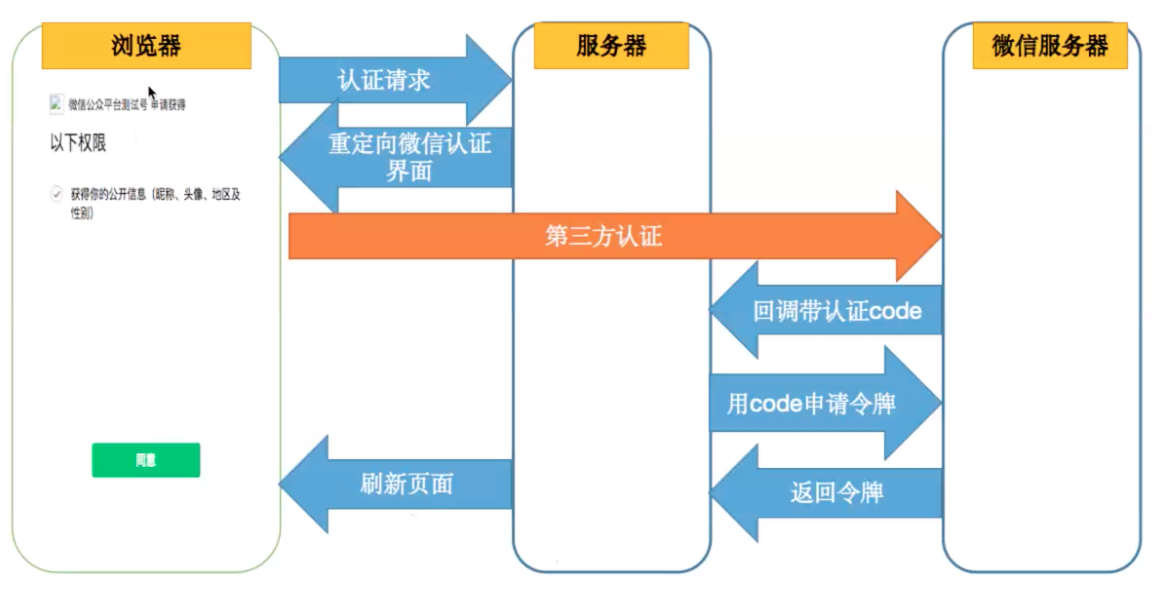 浏览器
服务器
微信服务器
认证请求
微信公众平台测试号 申请获得
以下权限
重定向微信认证
界面
获得你的公开信息（昵称、头像、地区及
性别）
第三方认证
回调带认证code
用code申请令牌
同意
刷新页面
返回令牌